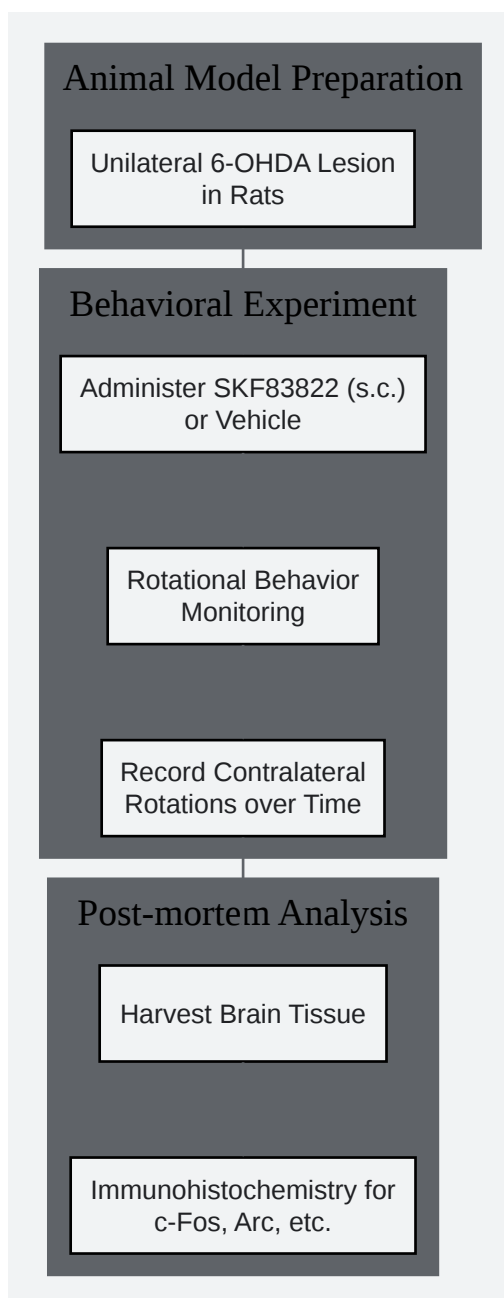 Animal Model Preparation
Unilateral 6-OHDA Lesion
in Rats
Behavioral Experiment
Administer SKF83822 (s.c.)
or Vehicle
Rotational Behavior
Monitoring
Record Contralateral
Rotations over Time
Post-mortem Analysis
Harvest Brain Tissue
Immunohistochemistry for
c-Fos, Arc, etc.